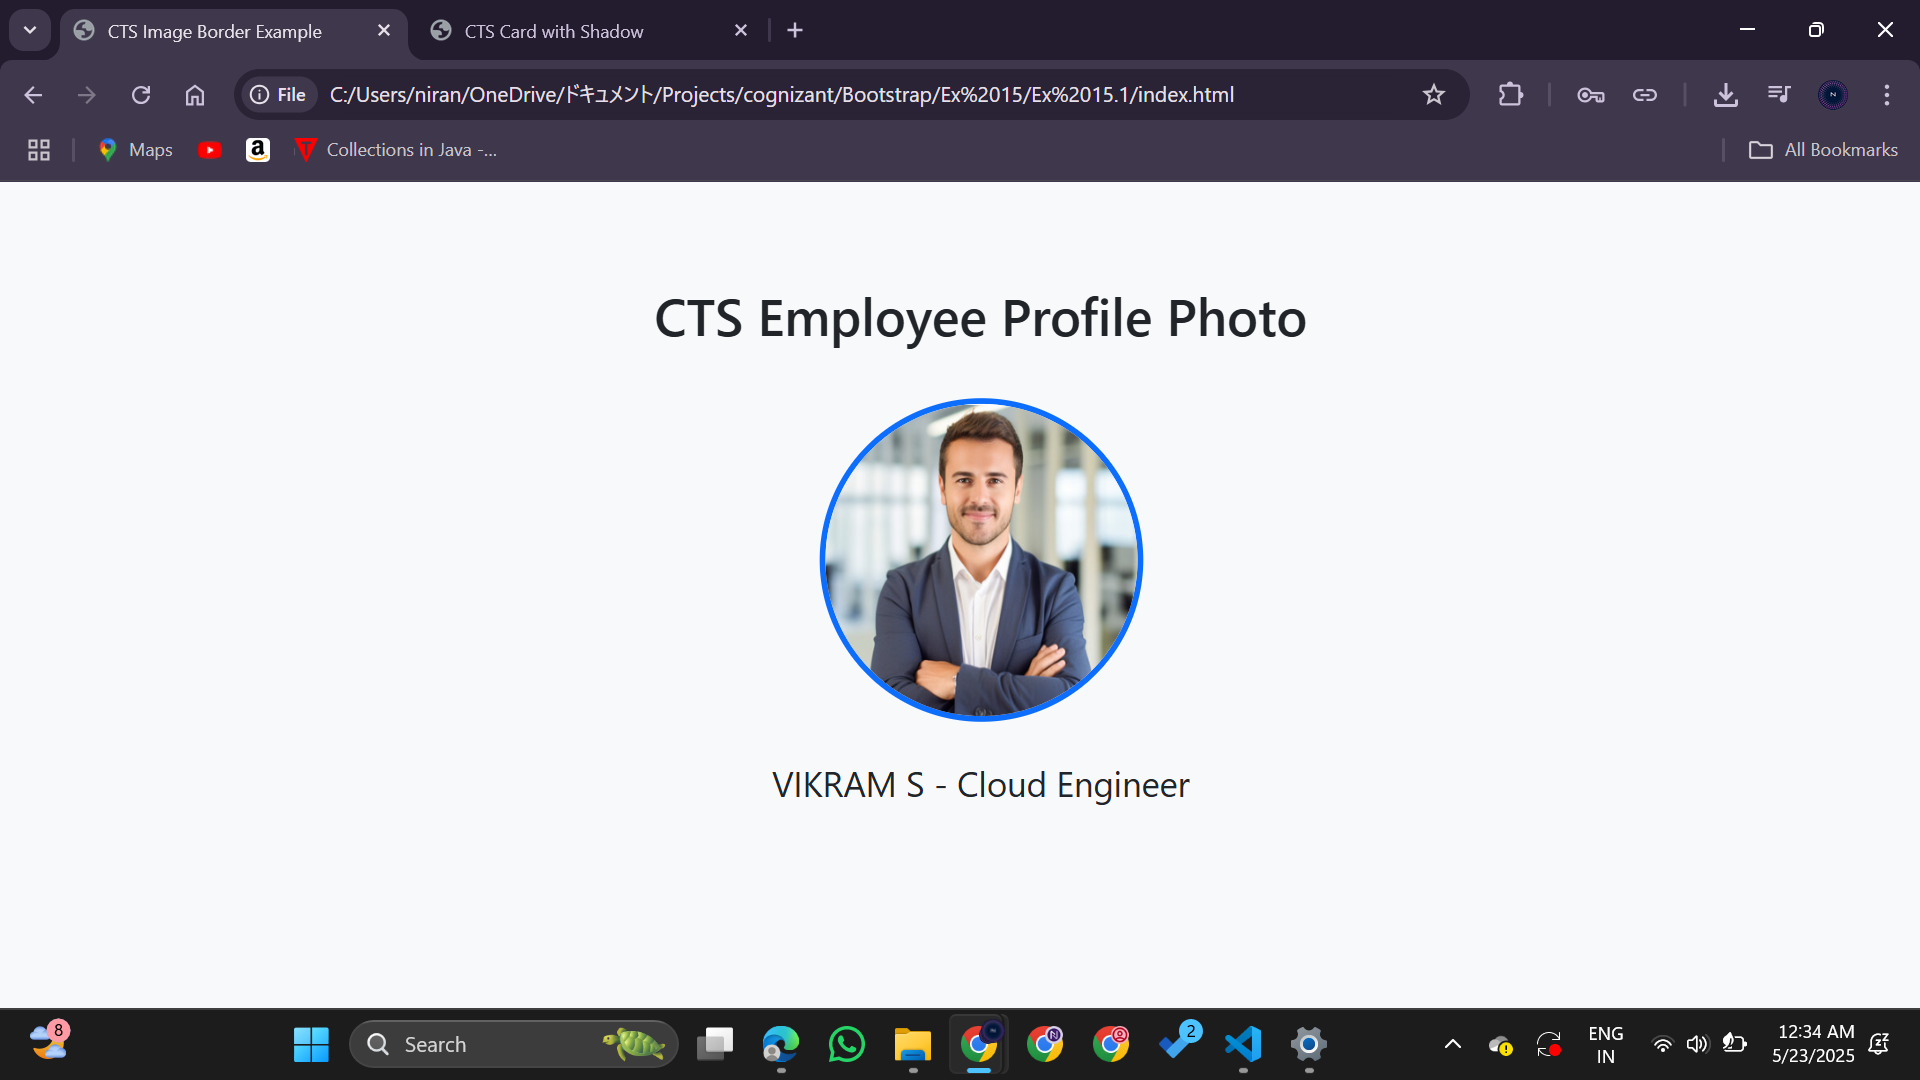 CTS Image Border Example
CTS Card with Shadow
File
C:/Users/niran/OneDrive/ドキュメント/Projects/cognizant/Bootstrap/Ex%2015/Ex%2015.1/index.html
N
Maps
a
T
Collections in Java -...
All Bookmarks
CTS Employee Profile Photo
VIKRAM S - Cloud Engineer
8
Search
N
2
ENG
IN
12:34 AM
5/23/2025